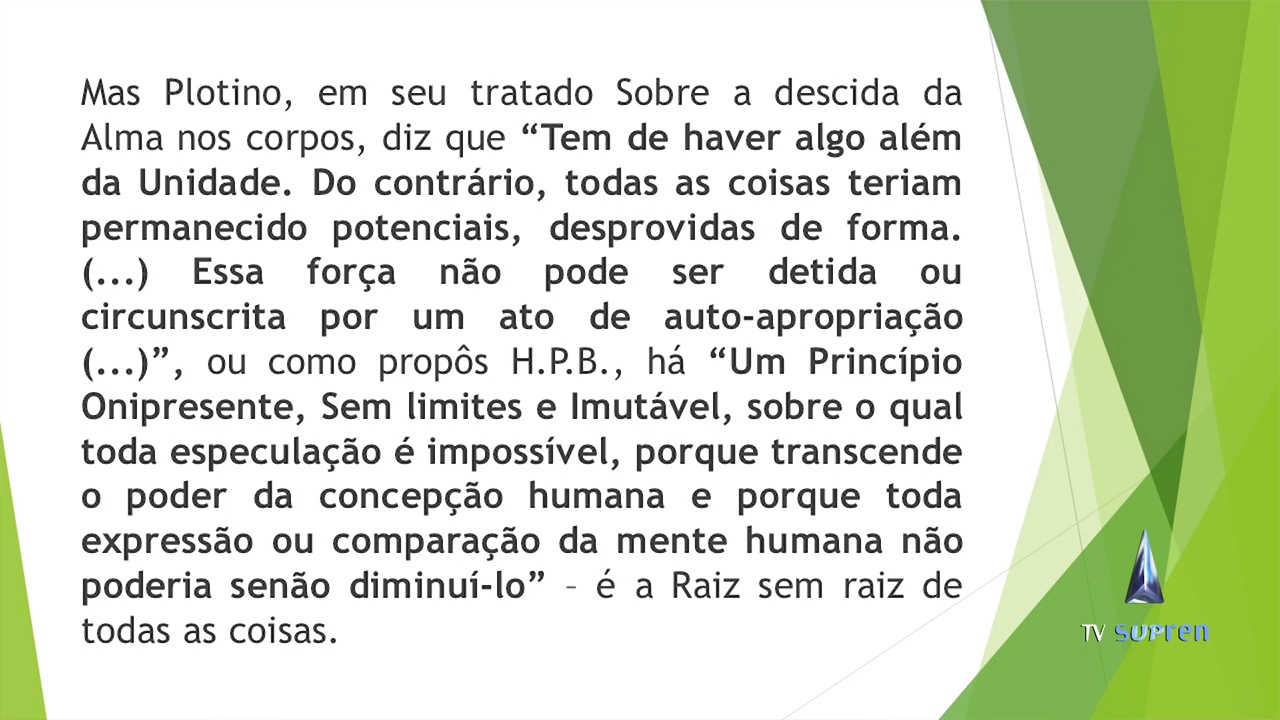 Mas Plotino, em seu tratado Sobre a descida da
Alma nos corpos, diz que “Tem de haver algo além
da Unidade. Do contrário, todas as coisas teriam
permanecido potenciais, desprovidas de forma.
(...) Essa força não pode ser detida ou
circunscrita por um ato de auto-apropriação
(...)”, ou como propôs H.P.B., há “Um Princípio
Onipresente, Sem limites e Imutável, sobre o qual
toda especulação é impossível, porque transcende
o poder da concepção humana e porque toda
expressão ou comparação da mente humana não
poderia senão diminuí-lo” – é a Raiz sem raiz de
todas as coisas.
TV SUPren